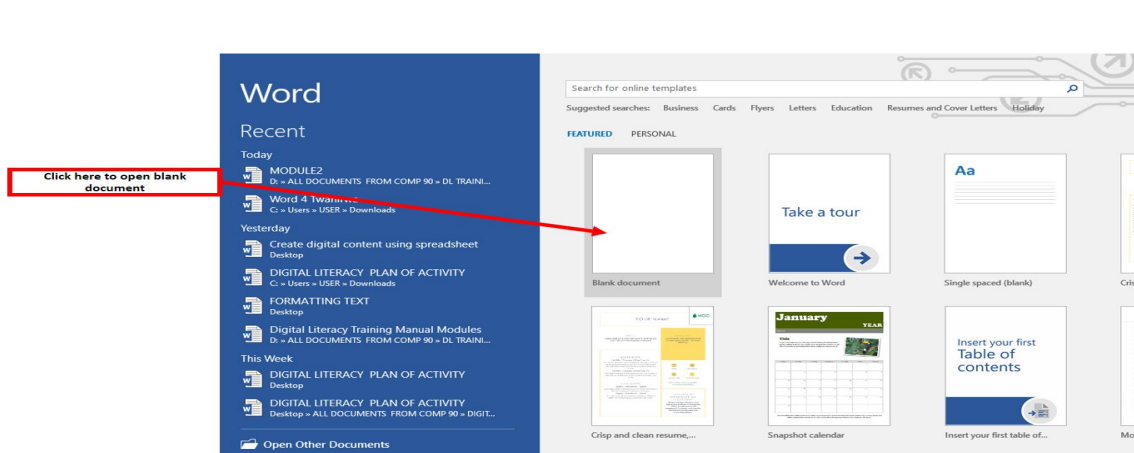 Word
Recent
Today
MODULE2
D: » ALL DOCUMENTS FROM COMP 90 » DL TRAINI...
Word 4
C: » Users » USER » Downloads
Yesterday
Create digital content using spreadsheet
Desktop
DIGITAL LITERACY PLAN OF ACTIVITY
C: » Users » USER » Downloads
FORMATTING TEXT
Desktop
Digital Literacy Training Manual Modules
D: » ALL DOCUMENTS FROM COMP 90 » DL TRAINI...
This Week
DIGITAL LITERACY PLAN OF ACTIVITY
Desktop
DIGITAL LITERACY PLAN OF ACTIVITY
Desktop » ALL DOCUMENTS FROM COMP 90 » DIGIT...
Open Other Documents
Click here to open blank
document
Search for online templates
Suggested searches: Business Cards Flyers Letters Education Resumes and Cover Letters Holiday
FEATURED PERSONAL
Take a tour
Aa
Blank document
Welcome to Word
Single spaced (blank)
YOUR NAME
January
YEAR
Insert your first
Table of
contents
Crisp and clean resume,...
Snapshot calendar
Insert your first table of...